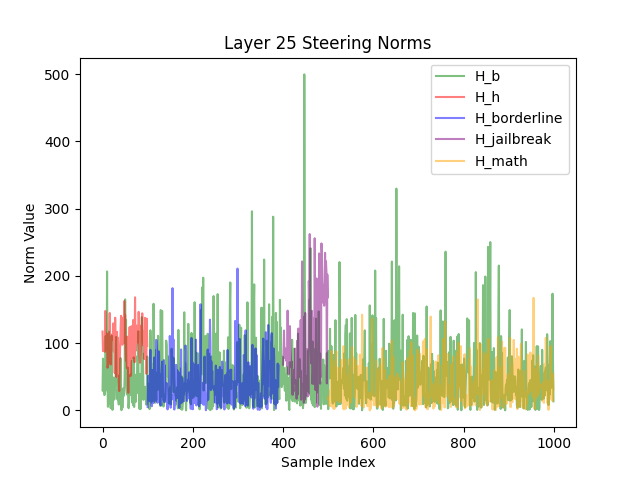 Layer 25 Steering Norms
H_b
H_h
H_borderline
H_jailbreak
H_math
Norm Value
500
400
300
200
100
0
0 200 400 600 800 1000
Sample Index